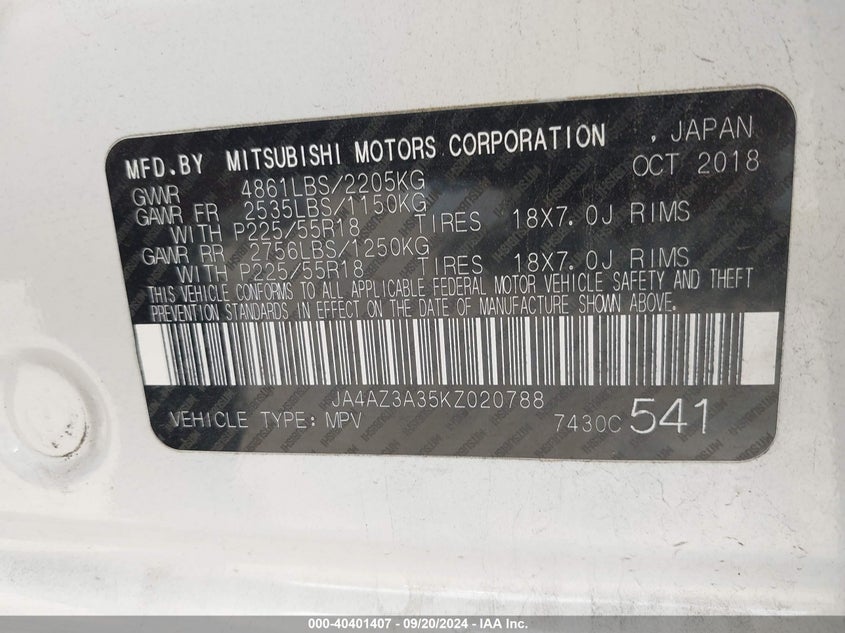 MFD.BY MITSUBISHI MOTORS CORPORATION , JAPAN
GVWR 4861LBS/2205KG OCT 2018
GAWR FR 2535LBS/1150KG
WITH P225/55R18 TIRES 18X7.0J RIMS
GAWR RR 2756LBS/1250KG
WITH P225/55R18 TIRES 18X7.0J RIMS
THIS VEHICLE CONFORMS TO ALL APPLICABLE FEDERAL MOTOR VEHICLE SAFETY AND THEFT
PREVENTION STANDARDS IN EFFECT ON THE DATE OF MANUFACTURE SHOWN ABOVE.
JA4AZ3A35KZ020788
VEHICLE TYPE: MPV 7430C 541
000-40401407 - 09/20/2024 - IAA Inc.